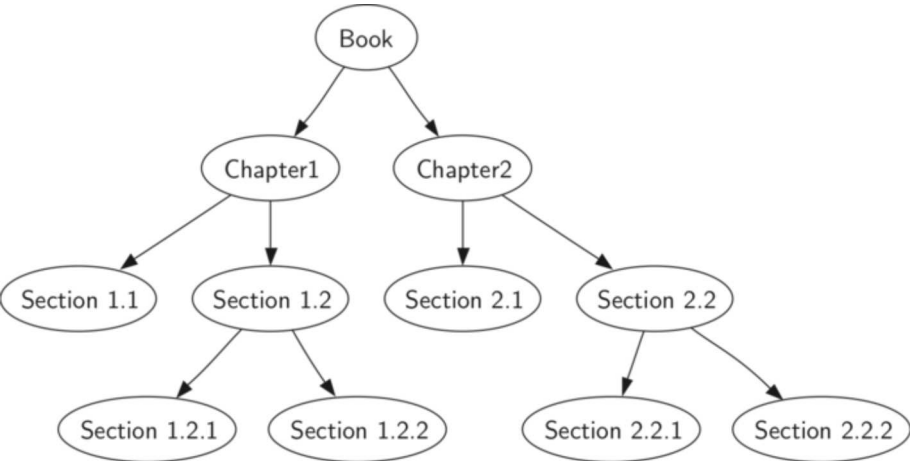 Book
Chapter1
Chapter2
Section 1.1
Section 1.2
Section 2.1
Section 2.2
Section 1.2.1
Section 1.2.2
Section 2.2.1
Section 2.2.2